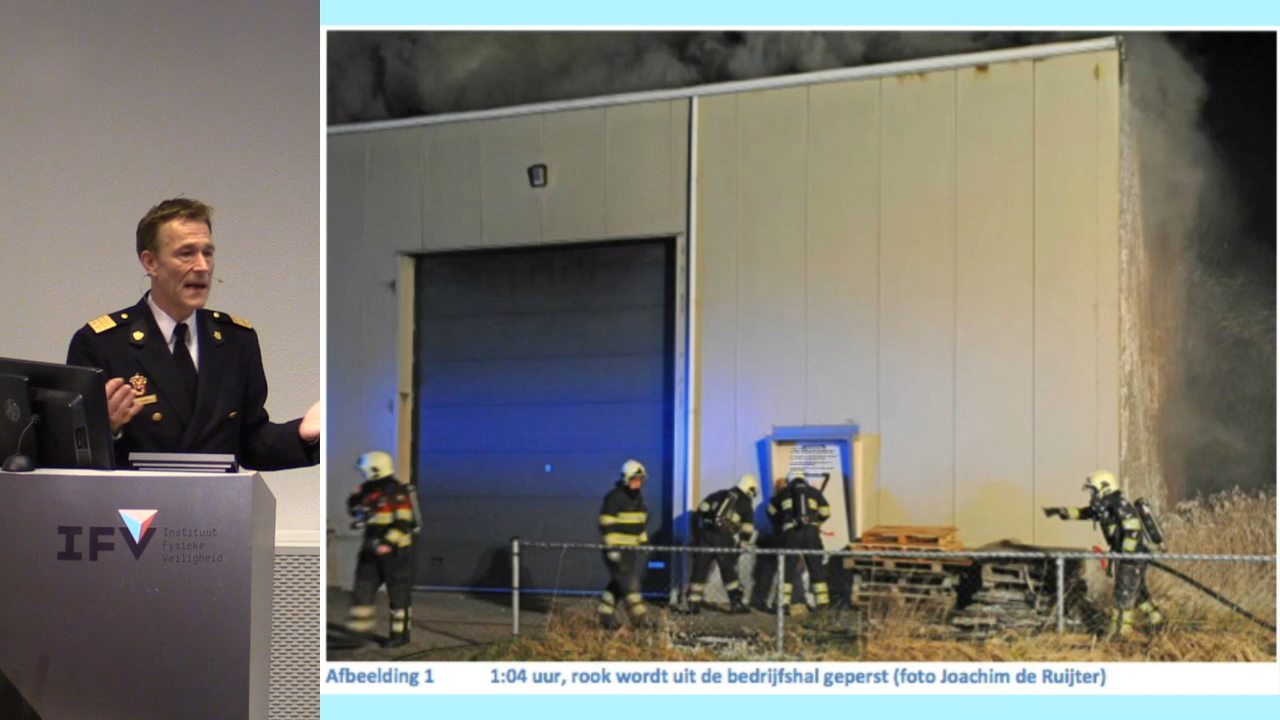 IFV
Instituut
Fysieke
Veiligheid
Afbeelding 1 1:04 uur, rook wordt uit de bedrijfshal geperst (foto Joachim de Ruijter)